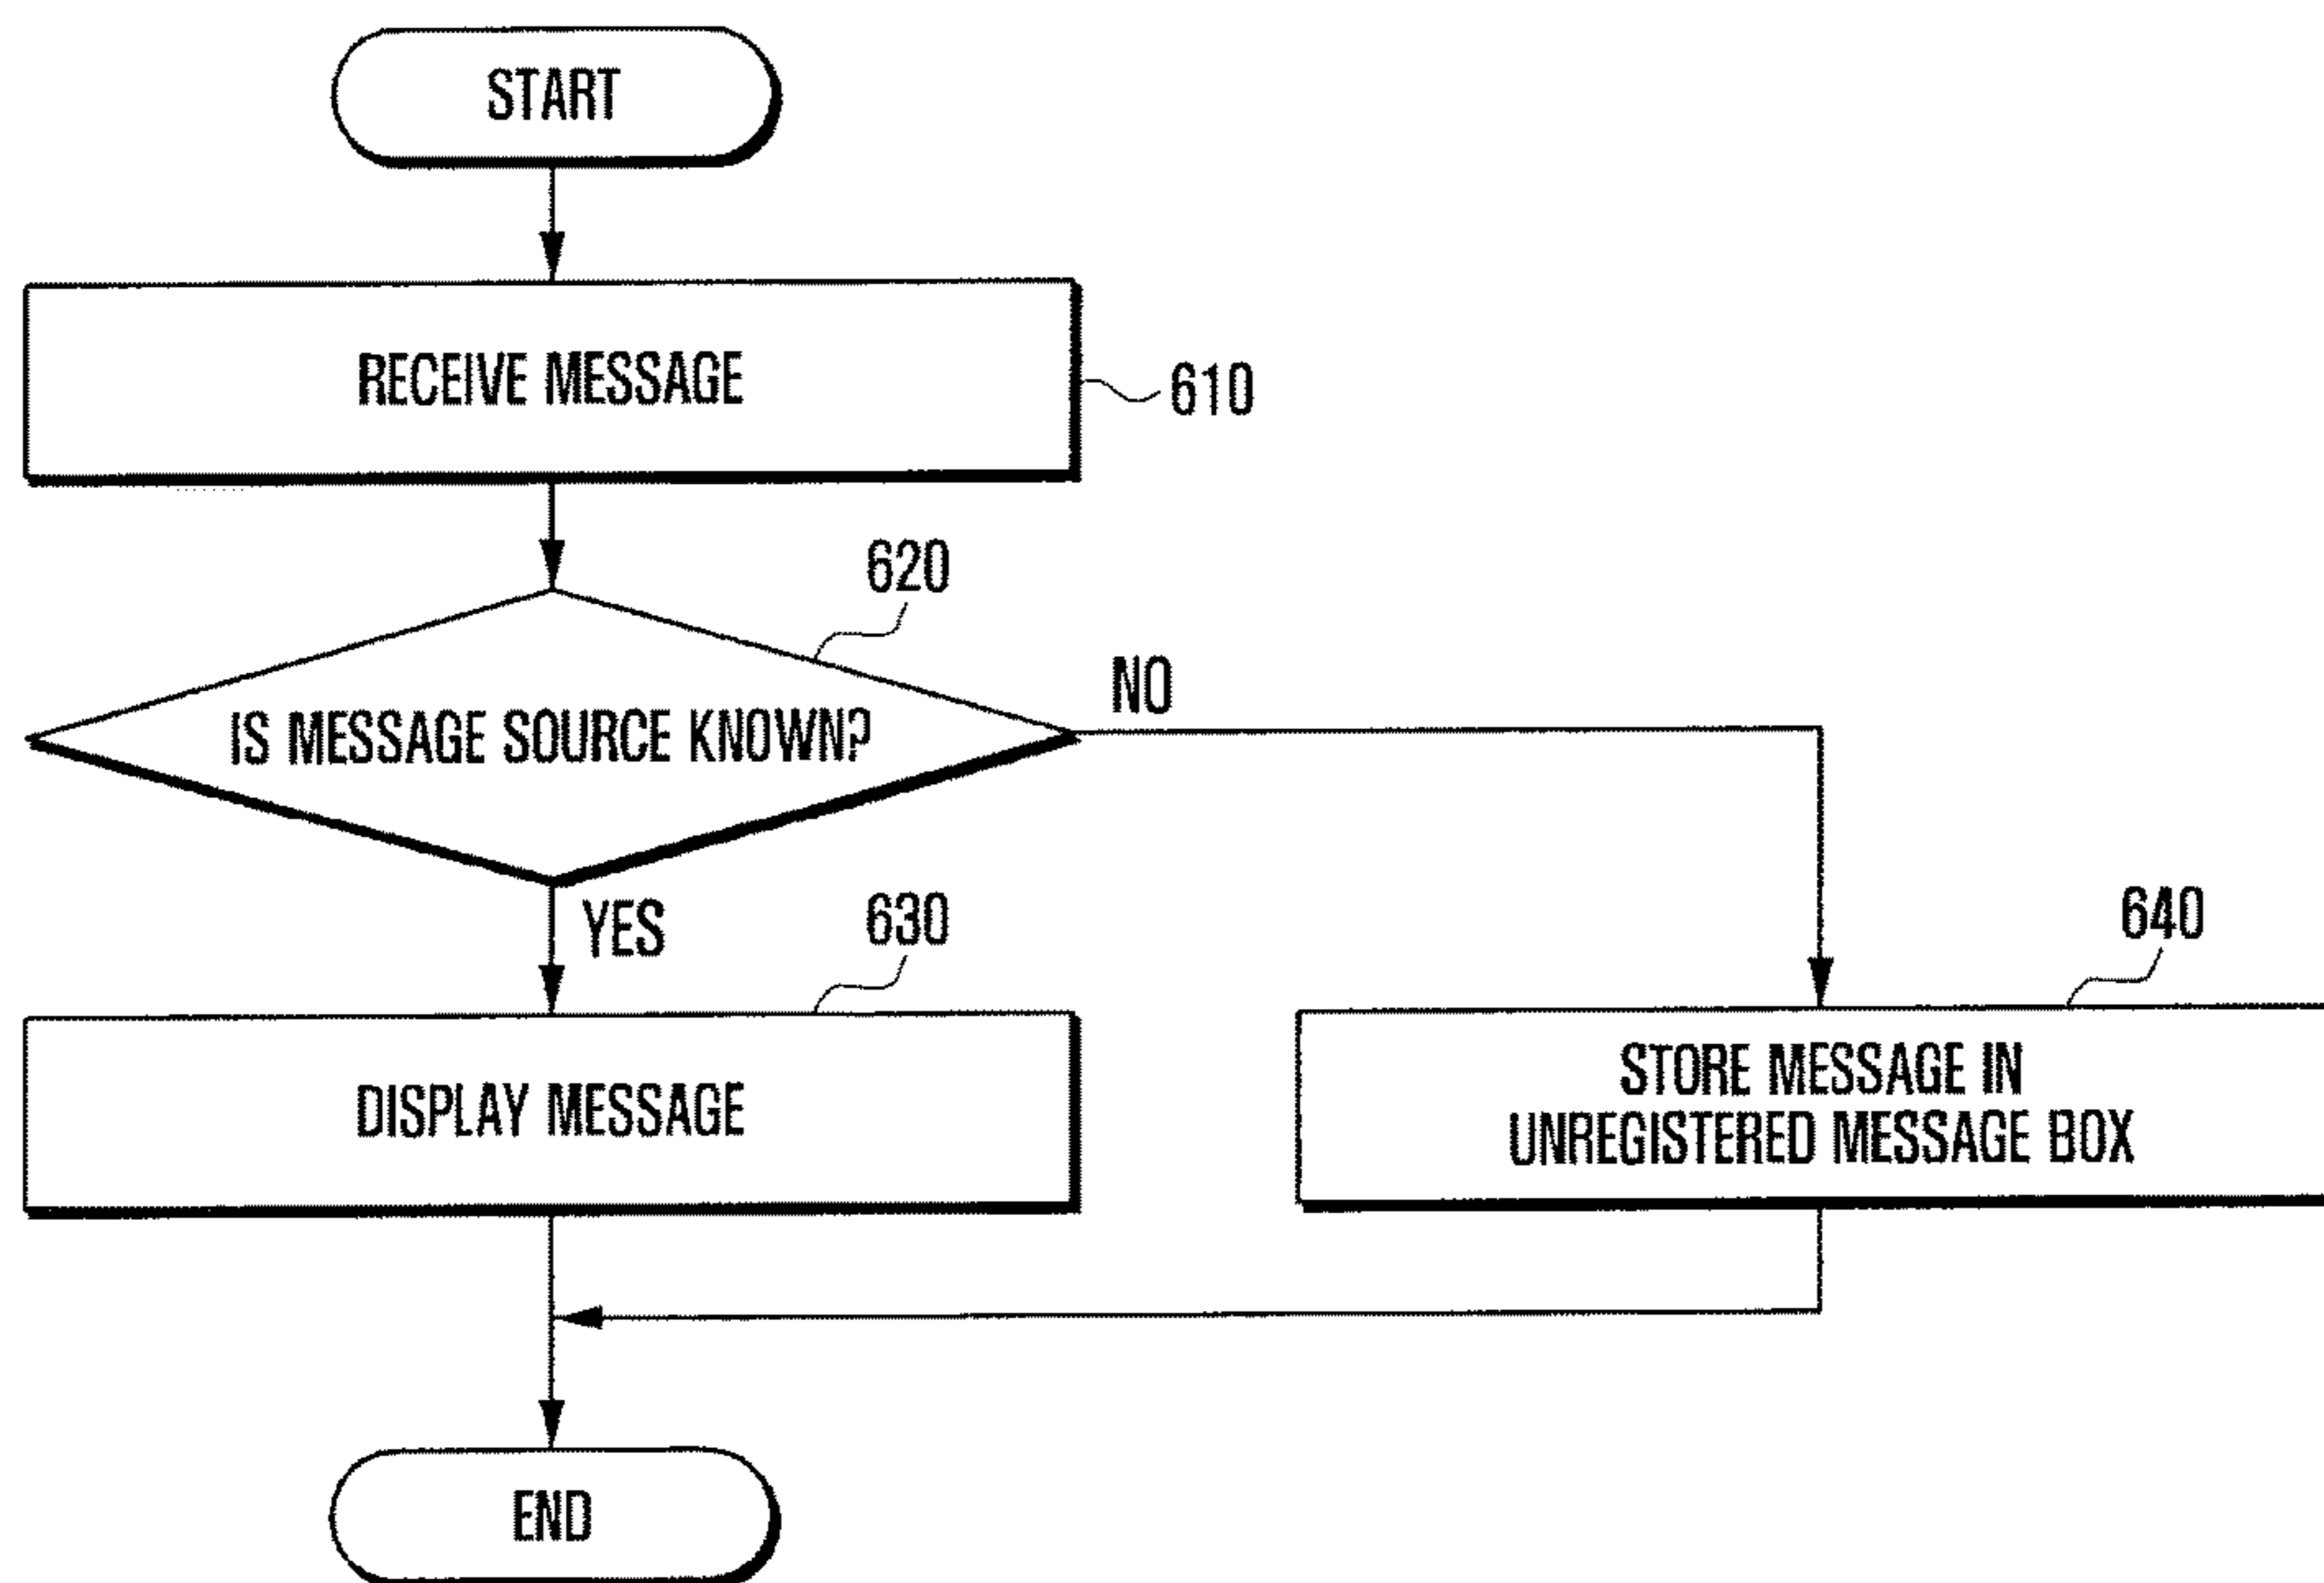 START
RECEIVE MESSAGE
610
620
IS MESSAGE SOURCE KNOWN?
NO
YES
630
640
DISPLAY MESSAGE
STORE MESSAGE IN
UNREGISTERED MESSAGE BOX
END